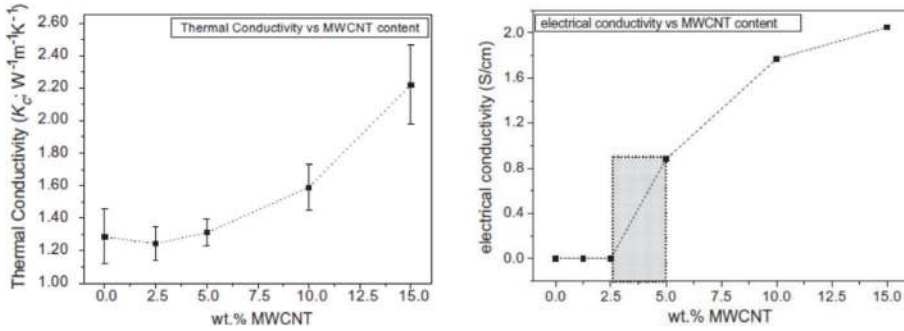 Thermal Conductivity vs MWCNT content
Thermal Conductivity (K_C; W⁻¹m⁻¹K⁻¹)
2.60
2.40
2.20
2.00
1.80
1.60
1.40
1.20
1.00
0.0 2.5 5.0 7.5 10.0 12.5 15.0
wt.% MWCNT
electrical conductivity vs MWCNT content
electrical conductivity (S/cm)
2.0
1.6
1.2
0.8
0.4
0.0
0.0 2.5 5.0 7.5 10.0 12.5 15.0
wt.% MWCNT